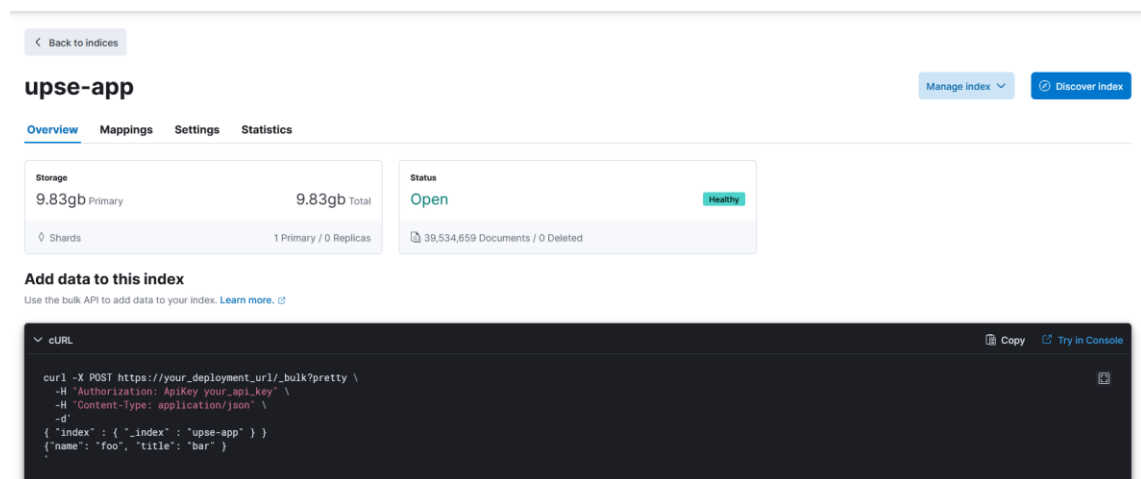 Back to indices
upse-app
Manage index
Discover index
Overview Mappings Settings Statistics
Storage
9.83gb Primary 9.83gb Total
Shards 1 Primary / 0 Replicas
Status
Open Healthy
39,534,659 Documents / 0 Deleted
Add data to this index
Use the bulk API to add data to your index. Learn more.
cURL Copy Try in Console
curl -X POST https://your_deployment_url/_bulk?pretty \
-H "Authorization: ApiKey your_api_key" \
-H "Content-Type: application/json" \
-d'
{ "index" : { "_index" : "upse-app" } }
{"name": "foo", "title": "bar" }
'